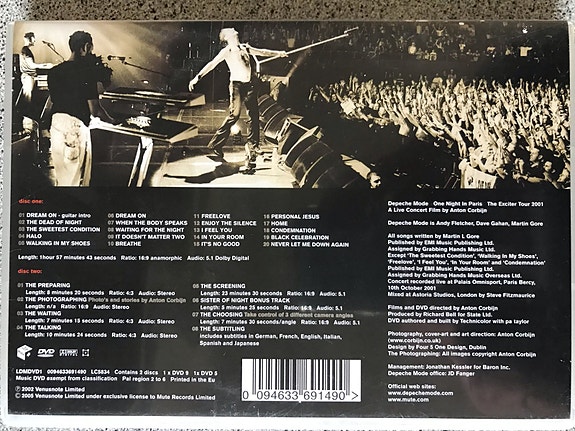 disc one:
01 DREAM ON - guitar intro
02 THE DEAD OF NIGHT
03 THE SWEETEST CONDITION
04 HALO
05 WALKING IN MY SHOES
06 DREAM ON
07 WHEN THE BODY SPEAKS
08 WAITING FOR THE NIGHT
09 IT DOESN'T MATTER TWO
10 BREATHE
11 FREELOVE
12 ENJOY THE SILENCE
13 I FEEL YOU
14 IN YOUR ROOM
15 IT'S NO GOOD
16 PERSONAL JESUS
17 HOME
18 CONDEMNATION
19 BLACK CELEBRATION
20 NEVER LET ME DOWN AGAIN
Length: 1hour 57 minutes 43 seconds Ratio: 16:9 anamorphic Audio: 5.1 Dolby Digital
disc two:
01 THE PREPARING
Length: 6 minutes 20 seconds Ratio: 4:3 Audio: Stereo
02 THE PHOTOGRAPHING Photo's and stories by Anton Corbijn
Length: n/a Ratio: 16:9 Audio: Stereo
03 THE WAITING
Length: 7 minutes 13 seconds Ratio: 4:3 Audio: Stereo
04 THE TALKING
Length: 10 minutes 24 seconds Ratio: 4:3 Audio: Stereo
05 THE SCREENING
Length: 23 minutes 30 seconds Ratio: 16:9 Audio: 5.1
06 SISTER OF NIGHT BONUS TRACK
Length: 5 minutes 25 seconds Ratio: 16:9 Audio: 5.1
07 THE CHOOSING Take control of 3 different camera angles
Length: 7 minutes 30 seconds/angle Ratio: 16:9 Audio: 5.1
08 THE SUBTITLING
includes subtitles in German, French, English, Italian,
Spanish and Japanese
Depeche Mode One Night In Paris The Exciter Tour 2001
A Live Concert Film by Anton Corbijn
Depeche Mode is Andy Fletcher, Dave Gahan, Martin Gore
All songs written by Martin L Gore
Published by EMI Music Publishing Ltd.
Assigned by Grabbing Hands Music Ltd.
Except 'The Sweetest Condition', 'Walking In My Shoes',
'Freelove', 'I Feel You', 'In Your Room' and 'Condemnation'
Published by EMI Music Publishing Ltd.
Assigned by Grabbing Hands Music Overseas Ltd.
Concert recorded live at Palais Omnisport, Paris Bercy,
10th October 2001
Mixed at Astoria Studios, London by Steve Fitzmaurice
Films and DVD directed by Anton Corbijn
Produced by Richard Bell for State Ltd.
DVD authored and built by Technicolor with pa taylor
Photography, cover-art and art direction: Anton Corbijn
(www.corbijn.co.uk)
Design by Four 5 One Design, Dublin
The Photographing: All images copyright Anton Corbijn
Management: Jonathan Kessler for Baron Inc.
Depeche Mode office: JD Fanger
Official web sites:
www.depechemode.com
www.mute.com
DVD
LDMDVD1 0094633691490 LC5834 Contains 2 discs 1 x DVD 9 1 x DVD 5
Music DVD exempt from classification Pal region 2 to 6 Printed in the Eu
℗ 2002 Venusnote Limited
© 2005 Venusnote Limited under exclusive license to Mute Records Limited
0 094633 691490 >